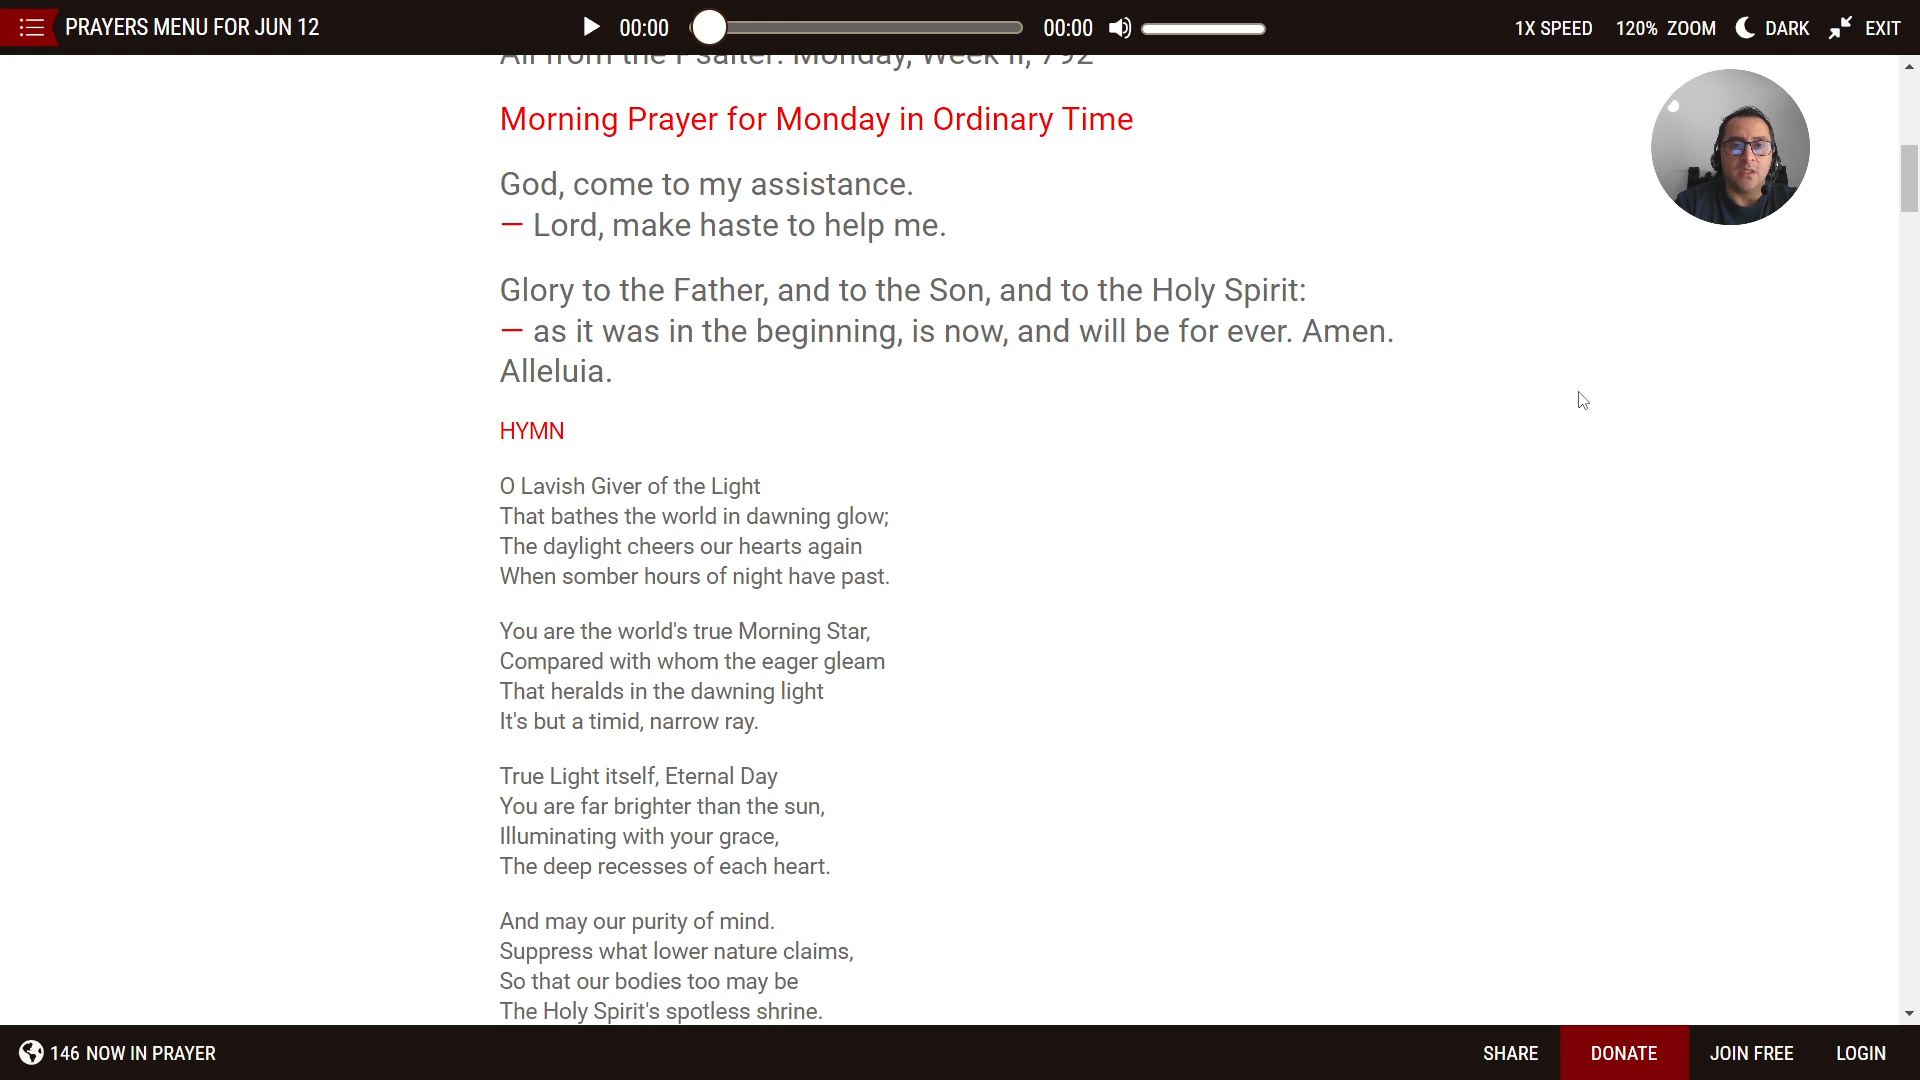 PRAYERS MENU FOR JUN 12
00:00
00:00
1X SPEED
120% ZOOM
DARK
EXIT
All from the Psalter: Monday, Week II, 792
Morning Prayer for Monday in Ordinary Time
God, come to my assistance.
— Lord, make haste to help me.
Glory to the Father, and to the Son, and to the Holy Spirit:
— as it was in the beginning, is now, and will be for ever. Amen.
Alleluia.
HYMN
O Lavish Giver of the Light
That bathes the world in dawning glow;
The daylight cheers our hearts again
When somber hours of night have past.
You are the world's true Morning Star,
Compared with whom the eager gleam
That heralds in the dawning light
It's but a timid, narrow ray.
True Light itself, Eternal Day
You are far brighter than the sun,
Illuminating with your grace,
The deep recesses of each heart.
And may our purity of mind.
Suppress what lower nature claims,
So that our bodies too may be
The Holy Spirit's spotless shrine.
146 NOW IN PRAYER
SHARE
DONATE
JOIN FREE
LOGIN